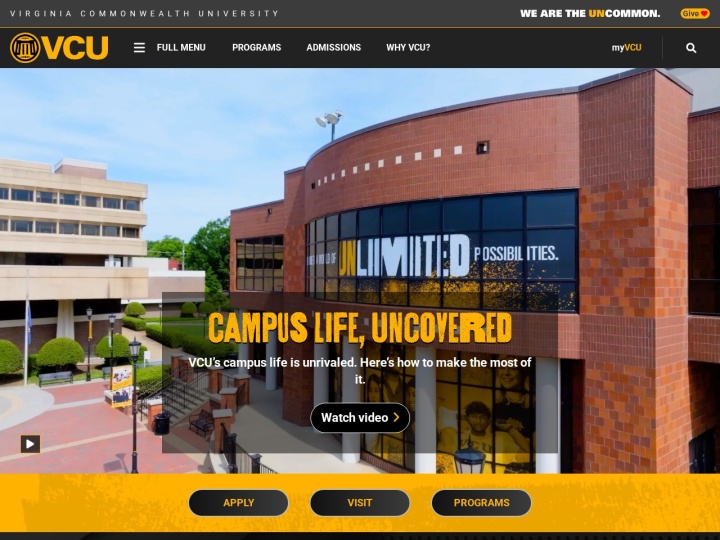 VIRGINIA COMMONWEALTH UNIVERSITY
WE ARE THE UNCOMMON.
Give
VCU
FULL MENU
PROGRAMS
ADMISSIONS
WHY VCU?
myVCU
OF UNLIMITED POSSIBILITIES.
CAMPUS LIFE, UNCOVERED
VCU's campus life is unrivaled. Here's how to make the most of
it.
Watch video
APPLY
VISIT
PROGRAMS